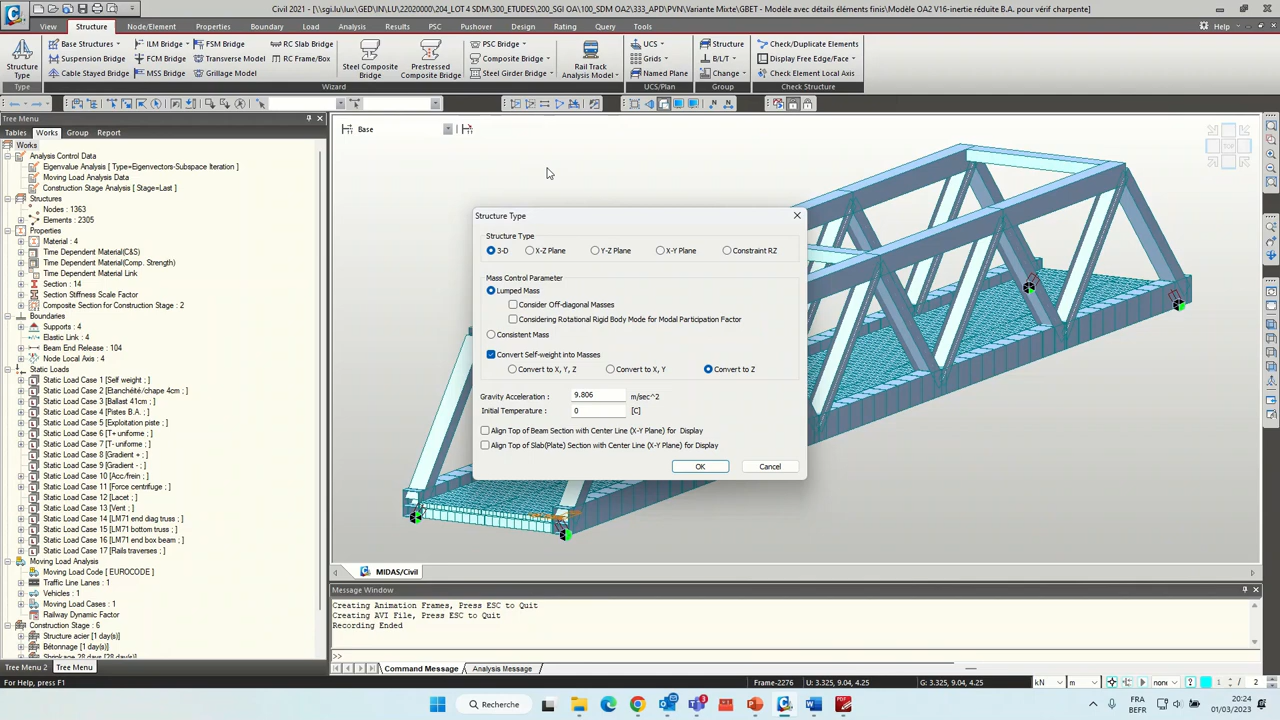 Civil 2021 - [\\sgi.lu\lux\GED\IN\LU\22020000\204_LOT 4 SDM\300_ETUDES\200_SGI OA\100_SDM OA2\333_APD\PVN\Variante Mixte\GBET - Modèle avec détails éléments finis\Modèle OA2 V16-inertie réduite B.A. pour vérif charpente]
View Structure Node/Element Properties Boundary Load Analysis Results PSC Pushover Design Rating Query Tools Help
Base Structures ILM Bridge FSM Bridge RC Slab Bridge PSC Bridge UCS Structure Check/Duplicate Elements
Suspension Bridge FCM Bridge Transverse Model RC Frame/Box Composite Bridge Grids B/L/T Display Free Edge/Face
Cable Stayed Bridge MSS Bridge Grillage Model Steel Girder Bridge Named Plane Change Check Element Local Axis
Structure Type
Steel Composite Bridge
Prestressed Composite Bridge
Rail Track Analysis Model
Type Wizard UCS/Plan Group Check Structure
Tree Menu
Tables Works Group Report
Base
Works
Analysis Control Data
Eigenvalue Analysis [ Type=Eigenvectors-Subspace Iteration ]
Moving Load Analysis Data
Construction Stage Analysis [ Stage=Last ]
Structures
Nodes : 1363
Elements : 2305
Properties
Material : 4
Time Dependent Material(C&S)
Time Dependent Material(Comp. Strength)
Time Dependent Material Link
Section : 14
Section Stiffness Scale Factor
Composite Section for Construction Stage : 2
Boundaries
Supports : 4
Elastic Link : 4
Beam End Release : 104
Node Local Axis : 4
Static Loads
Static Load Case 1 [Self weight ; ]
Static Load Case 2 [Etanchéité/chape 4cm ; ]
Static Load Case 3 [Ballast 41cm ; ]
Static Load Case 4 [Pistes B.A. ; ]
Static Load Case 5 [Exploitation piste ; ]
Static Load Case 6 [T+ uniforme ; ]
Static Load Case 7 [T- uniforme ; ]
Static Load Case 8 [Gradient + ; ]
Static Load Case 9 [Gradient - ; ]
Static Load Case 10 [Acc/frein ; ]
Static Load Case 11 [Force centrifuge ; ]
Static Load Case 12 [Lacet ; ]
Static Load Case 13 [Vent ; ]
Static Load Case 14 [LM71 end diag truss ; ]
Static Load Case 15 [LM71 bottom truss ; ]
Static Load Case 16 [LM71 end box beam ; ]
Static Load Case 17 [Rails traverses ; ]
Moving Load Analysis
Moving Load Code [ EUROCODE ]
Traffic Line Lanes : 1
Vehicles : 1
Moving Load Cases : 1
Railway Dynamic Factor
Construction Stage : 6
Structure acier [1 day(s)]
Bétonnage [1 day(s)]
Shrinkage 28 days [28 day(s)]
Tree Menu 2 Tree Menu
Structure Type
Structure Type
3-D X-Z Plane Y-Z Plane X-Y Plane Constraint RZ
Mass Control Parameter
Lumped Mass
Consider Off-diagonal Masses
Considering Rotational Rigid Body Mode for Modal Participation Factor
Consistent Mass
Convert Self-weight into Masses
Convert to X, Y, Z Convert to X, Y Convert to Z
Gravity Acceleration : 9.806 m/sec^2
Initial Temperature : 0 [C]
Align Top of Beam Section with Center Line (X-Y Plane) for Display
Align Top of Slab(Plate) Section with Center Line (X-Y Plane) for Display
OK Cancel
TOP
MIDAS/Civil
Message Window
Creating Animation Frames, Press ESC to Quit
Creating AVI File, Press ESC to Quit
Recording Ended
>>
Command Message Analysis Message
For Help, press F1 Frame-2276 U: 3.325, 9.04, 4.25 G: 3.325, 9.04, 4.25 kN m none 1 / 2
Recherche
FRA
BEFR
20:24
01/03/2023